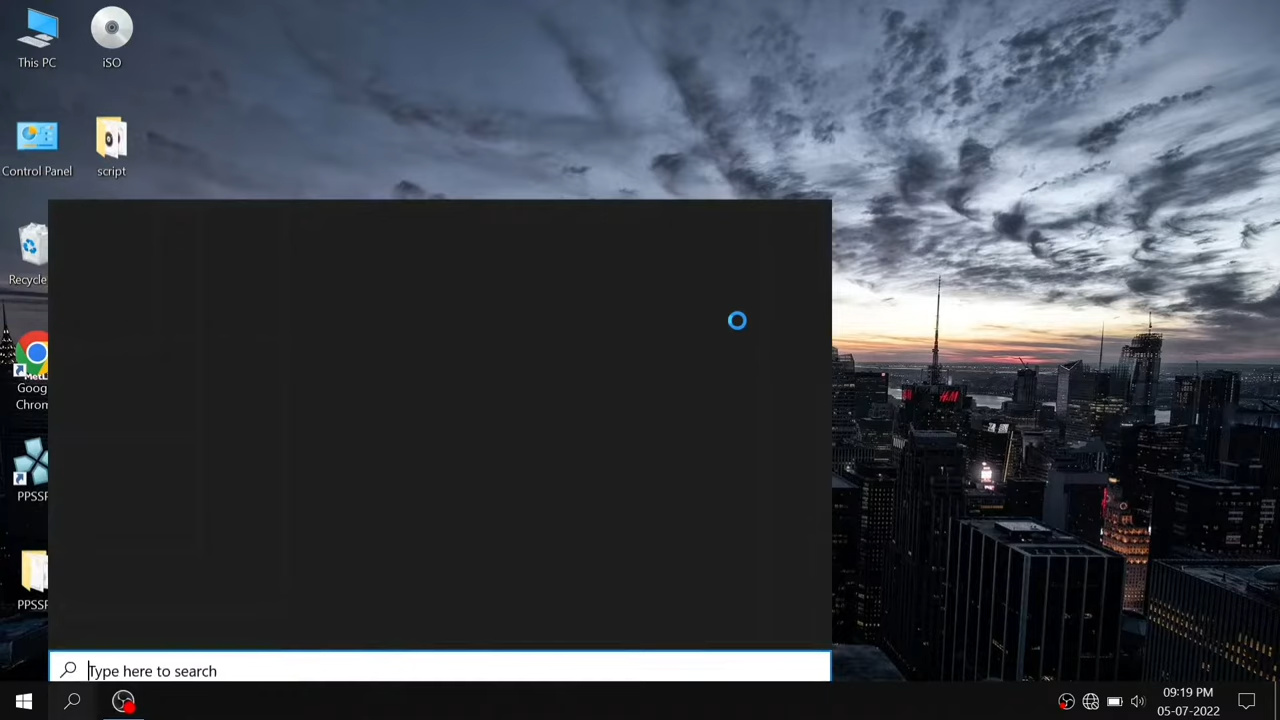 This PC
iSO
Control Panel
script
Recycle
Goog
Chrom
PPSSP
PPSSP
H&M
Type here to search
09:19 PM
05-07-2022